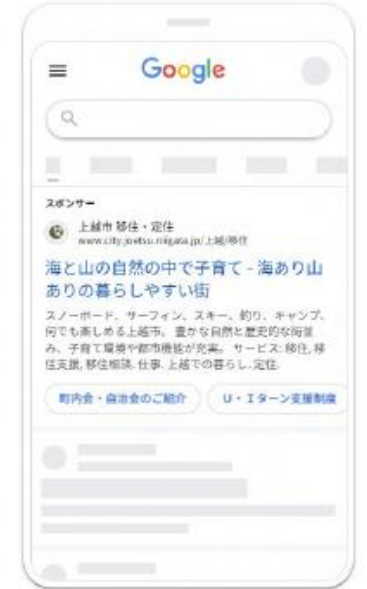 Google
スポンサー
上越市 移住・定住
www.city.joetsu.niigata.jp/上越/移住
海と山の自然の中で子育て - 海あり山
ありの暮らしやすい街
スノーボード、サーフィン、スキー、釣り、キャンプ、
何でも楽しめる上越市。 豊かな自然と歴史的な街並
み、子育て環境や都市機能が充実。 サービス: 移住, 移
住支援, 移住相談, 仕事, 上越での暮らし, 定住.
町内会・自治会のご紹介
U・Iターン支援制度